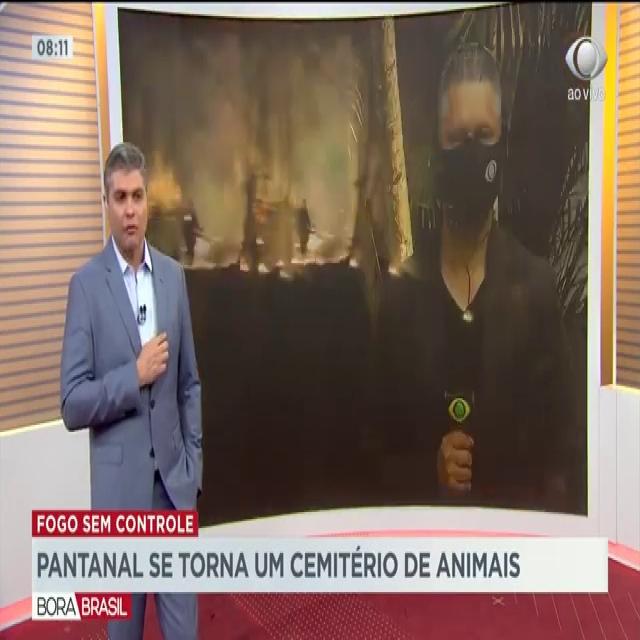 08:11
ao vivo
FOGO SEM CONTROLE
PANTANAL SE TORNA UM CEMITÉRIO DE ANIMAIS
BORA BRASIL